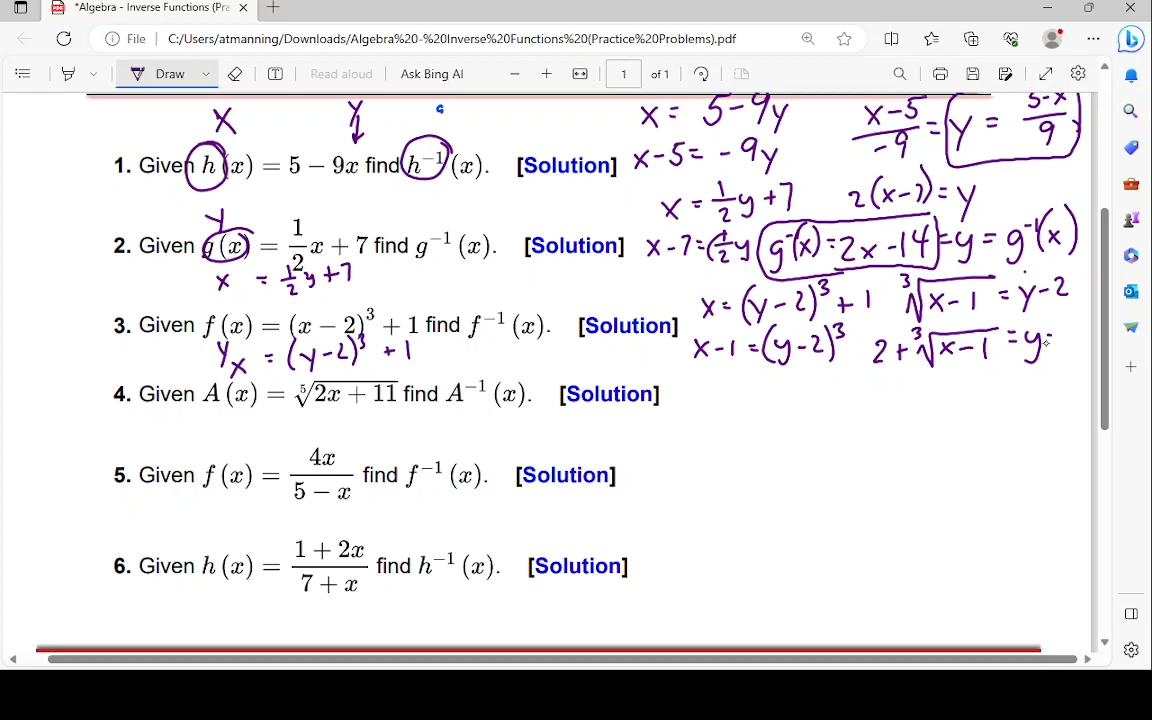 *Algebra - Inverse Functions (Pra
File C:/Users/atmanning/Downloads/Algebra%20-%20Inverse%20Functions%20(Practice%20Problems).pdf
Draw Read aloud Ask Bing AI 1 of 1
X Y x = 5-9y x-5/-9 = y = 5-x/9
1. Given h(x) = 5 − 9x find h⁻¹(x). [Solution] x-5 = -9y
x = 1/2 y + 7 2(x-7) = y
Y
2. Given g(x) = 1/2 x + 7 find g⁻¹(x). [Solution] x-7 = (1/2 y g⁻¹(x) = 2x-14 = y = g⁻¹(x)
x = 1/2 y + 7
x = (y-2)³ + 1 ³√x-1 = y-2
3. Given f(x) = (x − 2)³ + 1 find f⁻¹(x). [Solution]
y x = (y-2)³ + 1 x-1 = (y-2)³ 2 + ³√x-1 = y =
4. Given A(x) = ⁵√2x + 11 find A⁻¹(x). [Solution]
5. Given f(x) = 4x/5 − x find f⁻¹(x). [Solution]
6. Given h(x) = 1 + 2x/7 + x find h⁻¹(x). [Solution]